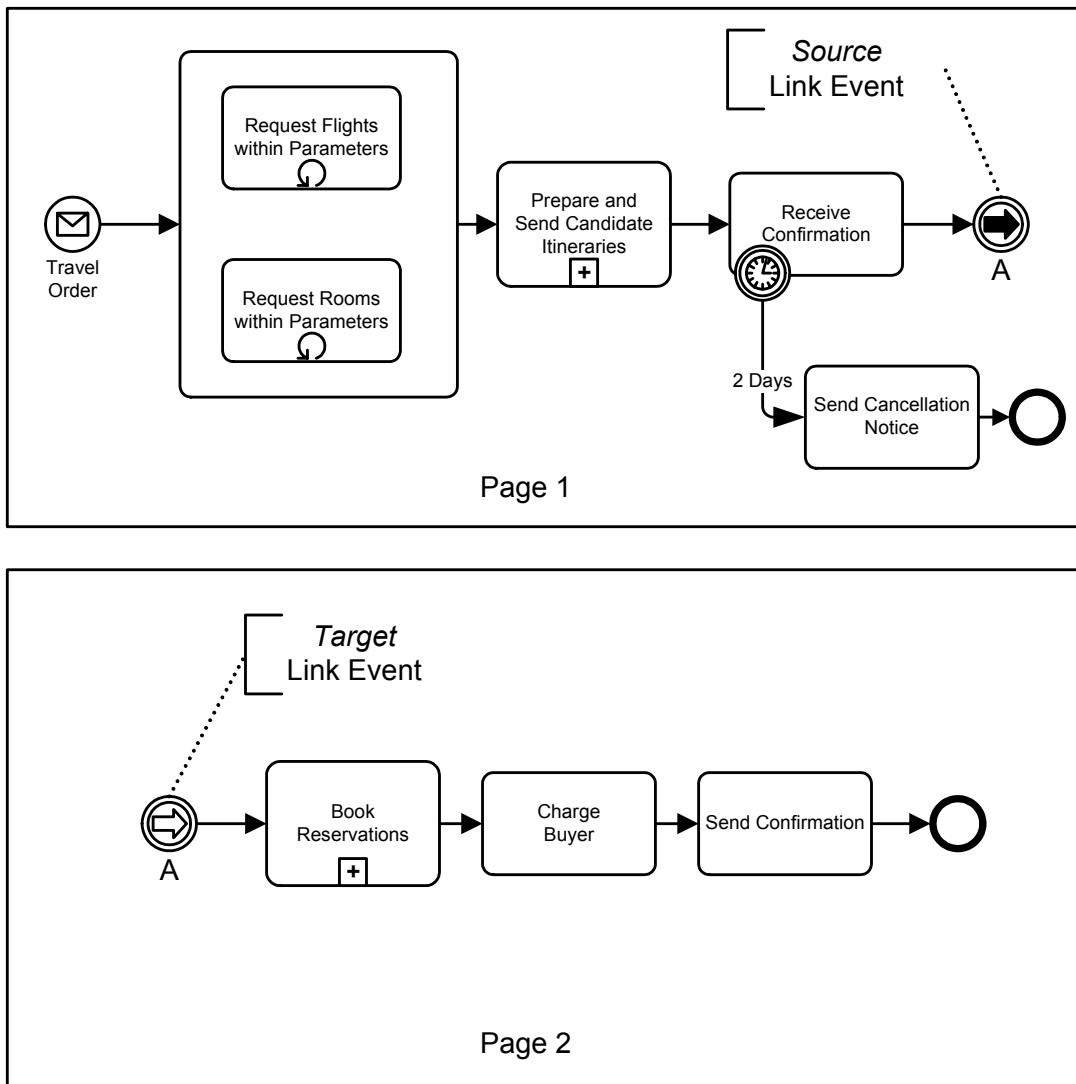 Source
Link Event
Request Flights
within Parameters
Prepare and
Send Candidate
Itineraries
Receive
Confirmation
Travel
Order
A
Request Rooms
within Parameters
2 Days
Send Cancellation
Notice
Page 1
Target
Link Event
A
Book
Reservations
Charge
Buyer
Send Confirmation
Page 2